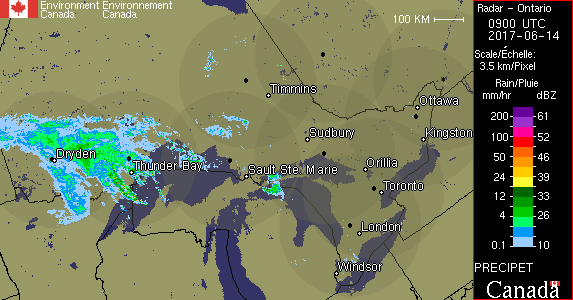 Environment Environnement
Canada Canada
100 KM
Timmins
Ottawa
Sudbury
Kingston
Dryden
Thunder Bay
Sault Ste. Marie
Orillia
Toronto
London
Windsor
Radar - Ontario
0900 UTC
2017-06-14
Scale/Échelle:
3.5 km/Pixel
Rain/Pluie
mm/hr dBZ
200 61
100 52
50 46
24 39
12 33
4 26
0.1 10
PRECIPET
Canada